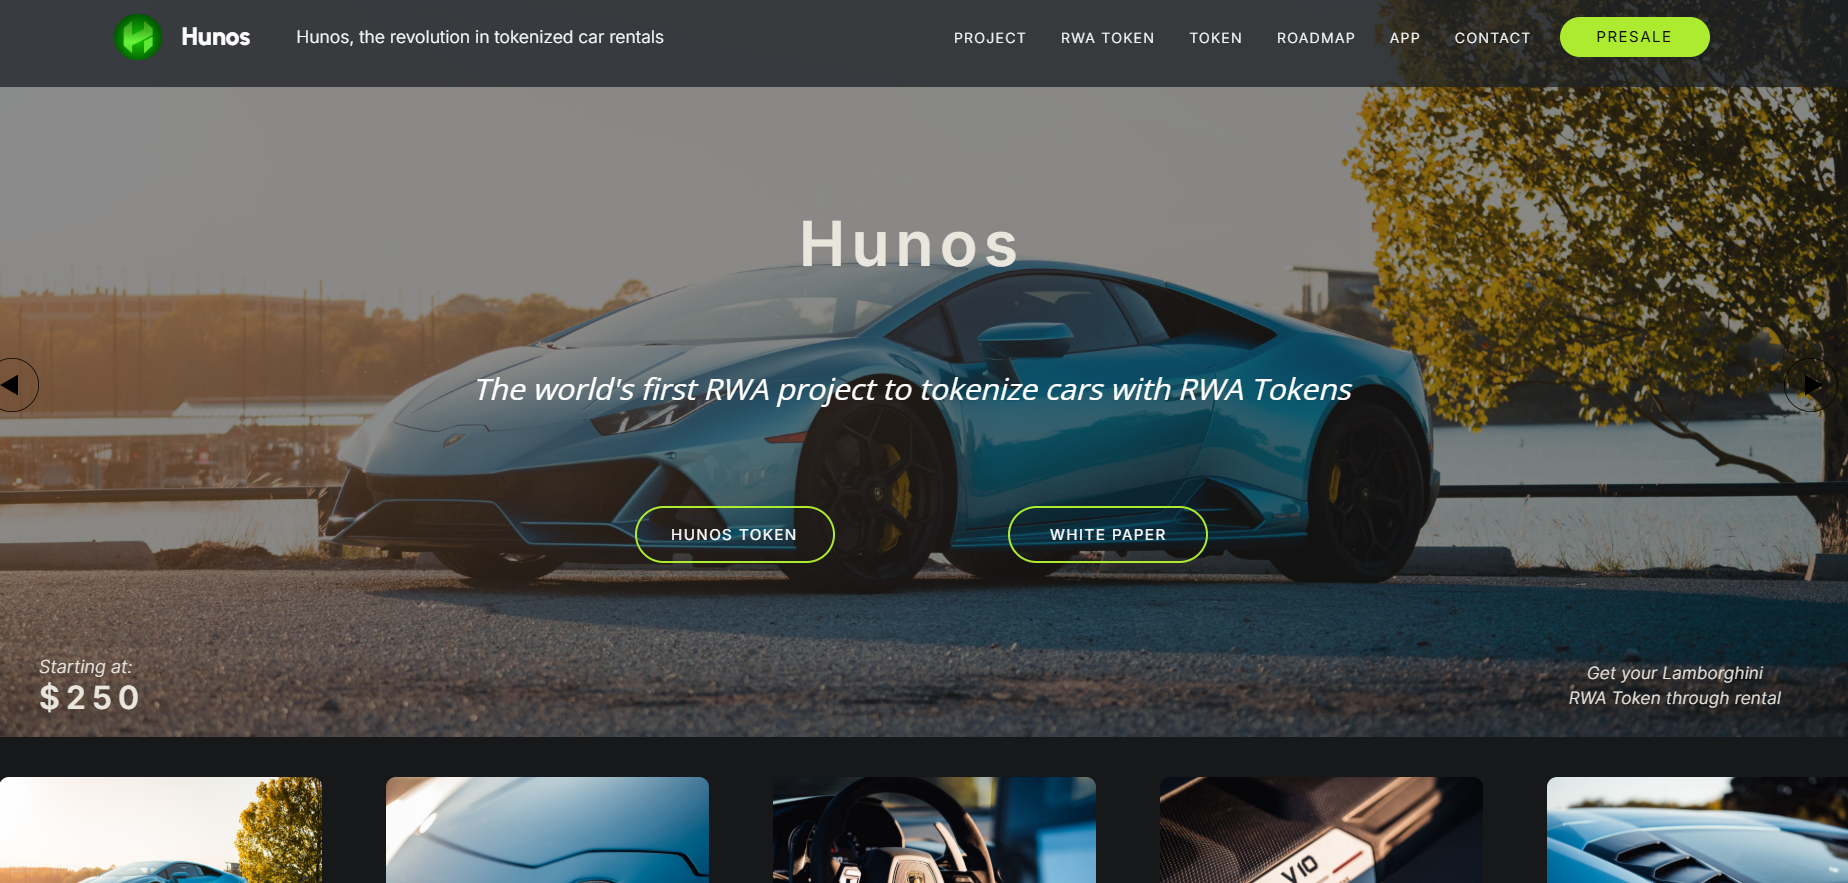 Hunos
Hunos, the revolution in tokenized car rentals
PROJECT
RWA TOKEN
TOKEN
ROADMAP
APP
CONTACT
PRESALE
Hunos
The world's first RWA project to tokenize cars with RWA Tokens
HUNOS TOKEN
WHITE PAPER
Starting at:
$250
Get your Lamborghini
RWA Token through rental
V10